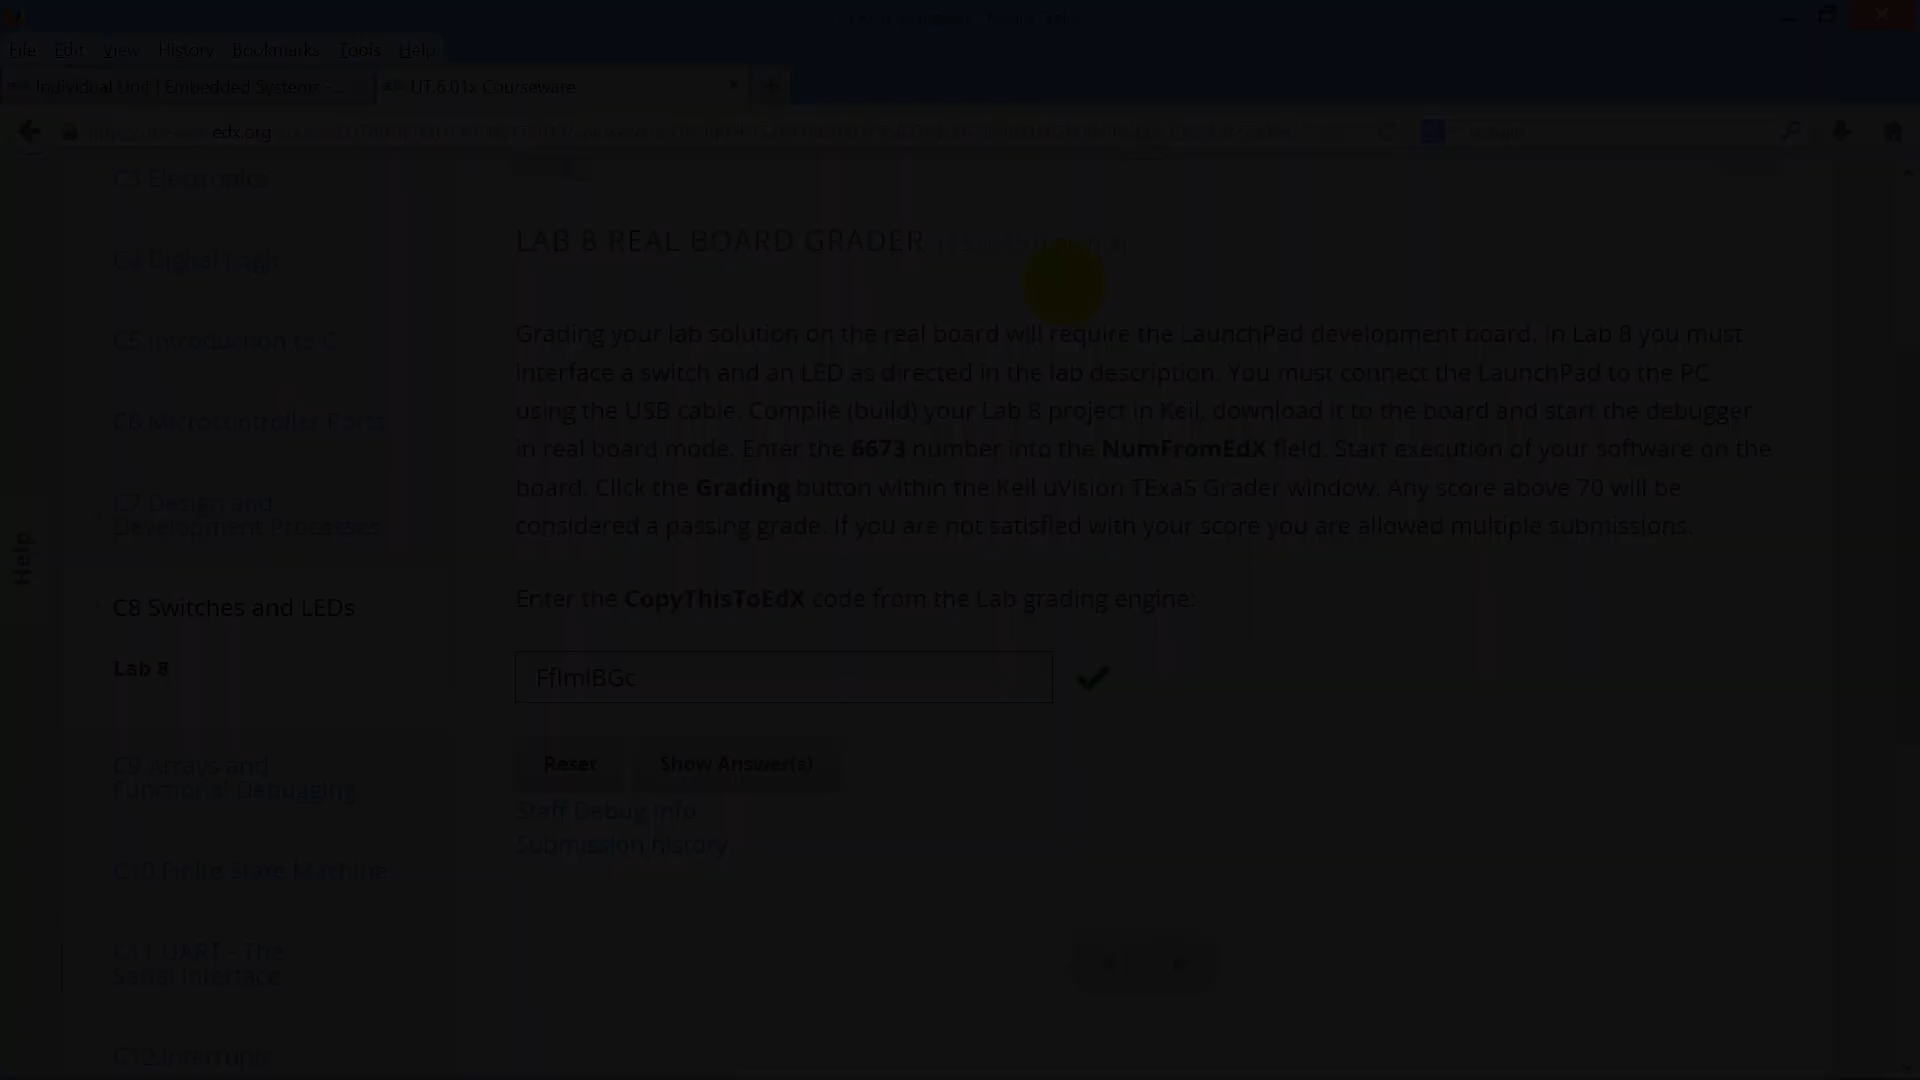 File Edit View History Bookmarks Tools Help
Individual Unit | Embedded Systems -...
UT.6.01x Courseware
edx.org
C3 Electronics
C4 Digital Logic
C5 Introduction to C
C6 Microcontroller Ports
C7 Design and
Development Processes
C8 Switches and LEDs
Lab 8
C9 Arrays and
Functional Debugging
C10 Finite State Machine
C11 UART - The
Serial Interface
C12 Interrupts
Help
LAB 8 REAL BOARD GRADER
Grading your lab solution on the real board will require the LaunchPad development board. In Lab 8 you must
interface a switch and an LED as directed in the lab description. You must connect the LaunchPad to the PC
using the USB cable. Compile (build) your Lab 8 project in Keil, download it to the board and start the debugger
in real board mode. Enter the 6673 number into the NumFromEdX field. Start execution of your software on the
board. Click the Grading button within the Keil uVision TExaS Grader window. Any score above 70 will be
considered a passing grade. If you are not satisfied with your score you are allowed multiple submissions.
Enter the CopyThisToEdX code from the Lab grading engine:
FfImIBGc
Reset Show Answer(s)
Staff Debug Info
Submission history